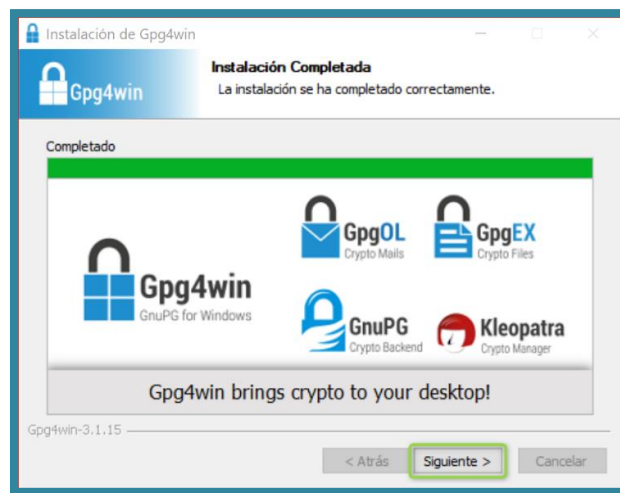 Instalación de Gpg4win
Gpg4win
Instalación Completada
La instalación se ha completado correctamente.
Completado
Gpg4win
GnuPG for Windows
GpgOL
Crypto Mails
GpgEX
Crypto Files
GnuPG
Crypto Backend
Kleopatra
Crypto Manager
Gpg4win brings crypto to your desktop!
Gpg4win-3.1.15
< Atrás
Siguiente >
Cancelar